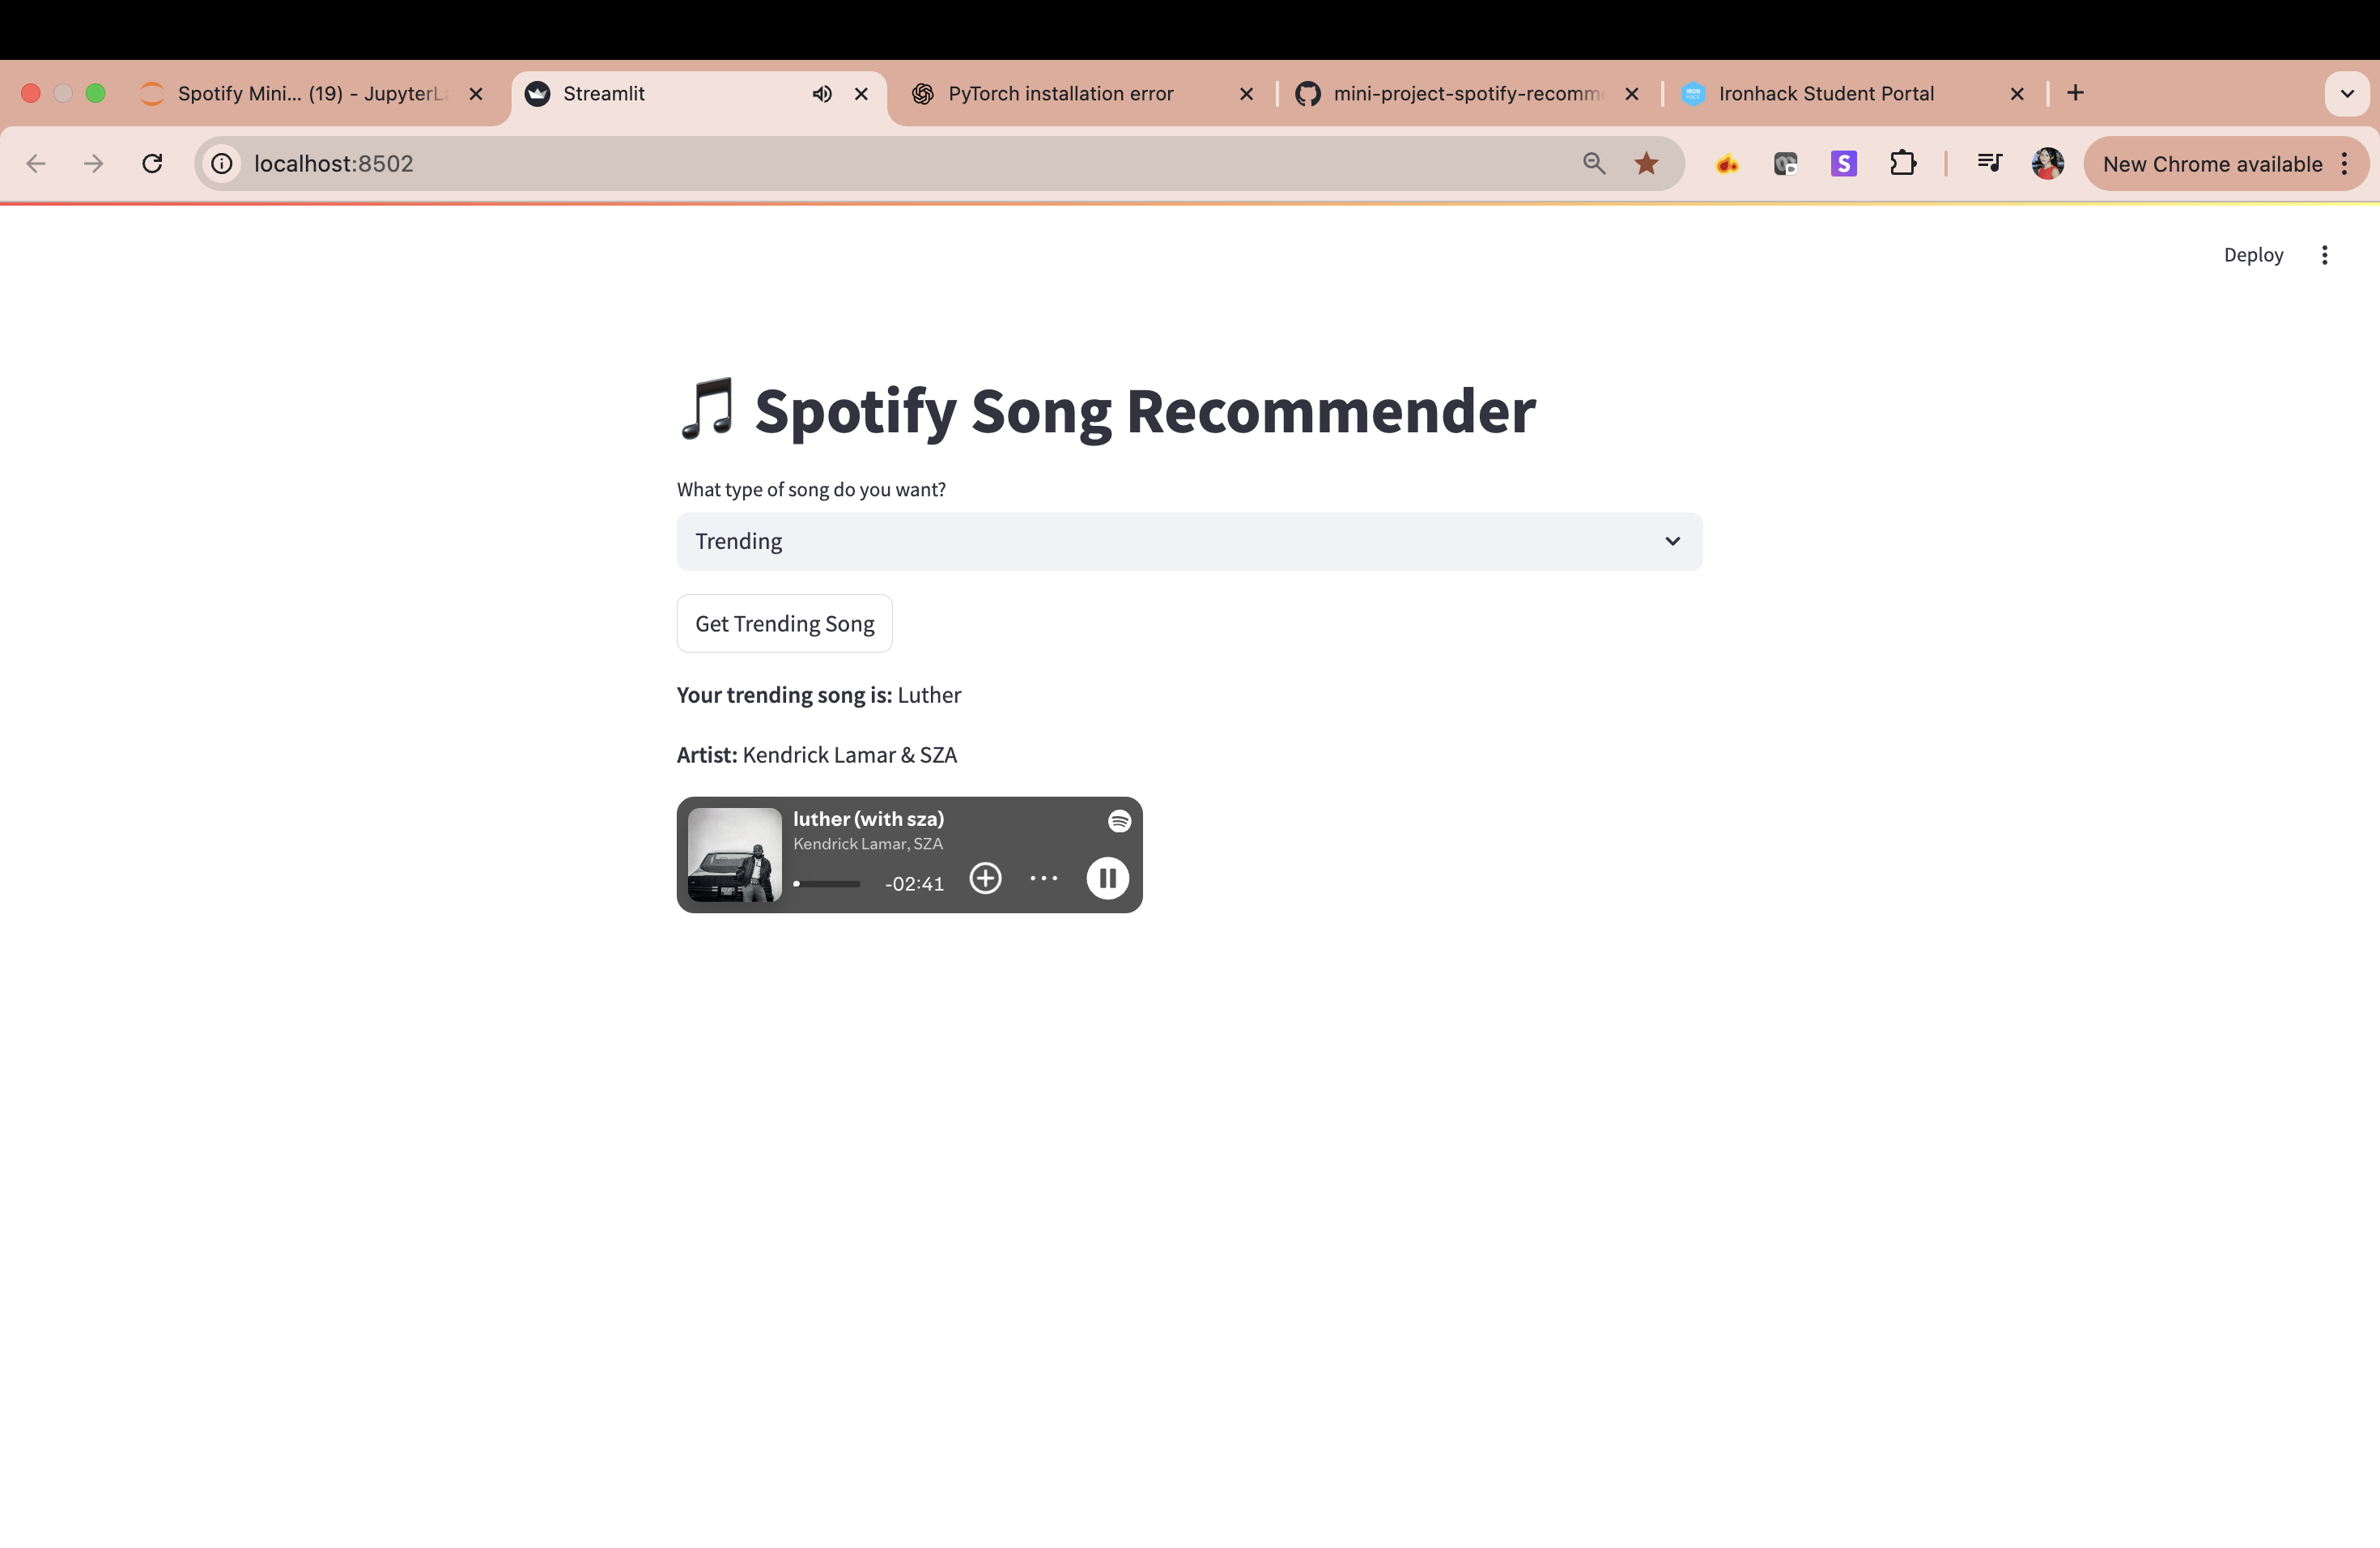 Spotify Mini... (19) - JupyterLa
Streamlit
PyTorch installation error
mini-project-spotify-recomme
Ironhack Student Portal
localhost:8502
S
New Chrome available
Deploy
Spotify Song Recommender
What type of song do you want?
Trending
Get Trending Song
Your trending song is: Luther
Artist: Kendrick Lamar & SZA
luther (with sza)
Kendrick Lamar, SZA
-02:41